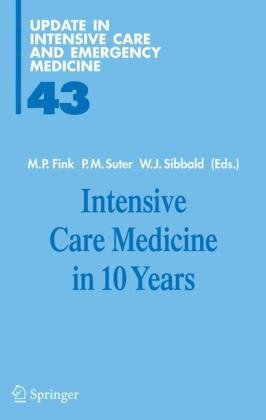 UPDATE IN
INTENSIVE CARE
AND EMERGENCY
MEDICINE
43
M.P. Fink P.M. Suter W.J. Sibbald (Eds.)
Intensive
Care Medicine
in 10 Years
Springer